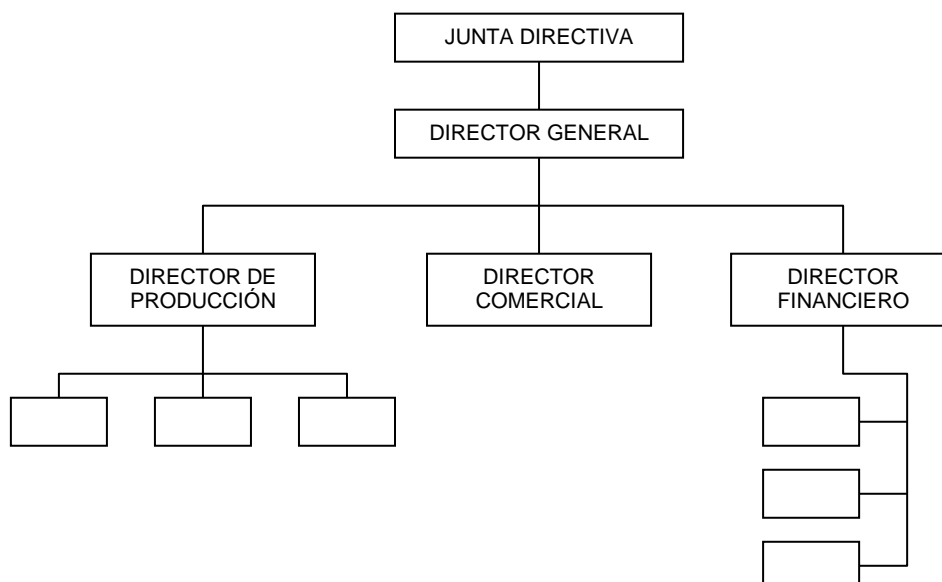 JUNTA DIRECTIVA
DIRECTOR GENERAL
DIRECTOR DE
PRODUCCIÓN
DIRECTOR
COMERCIAL
DIRECTOR
FINANCIERO